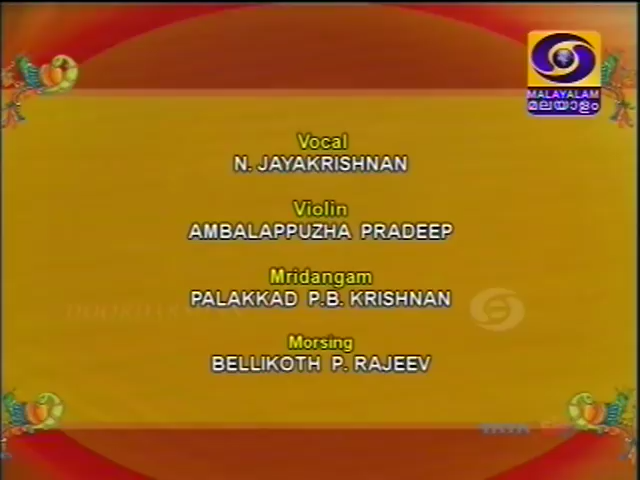 MALAYALAM
മലയാളം
Vocal
N. JAYAKRISHNAN
Violin
AMBALAPPUZHA PRADEEP
Mridangam
PALAKKAD P.B. KRISHNAN
Morsing
BELLIKOTH P. RAJEEV